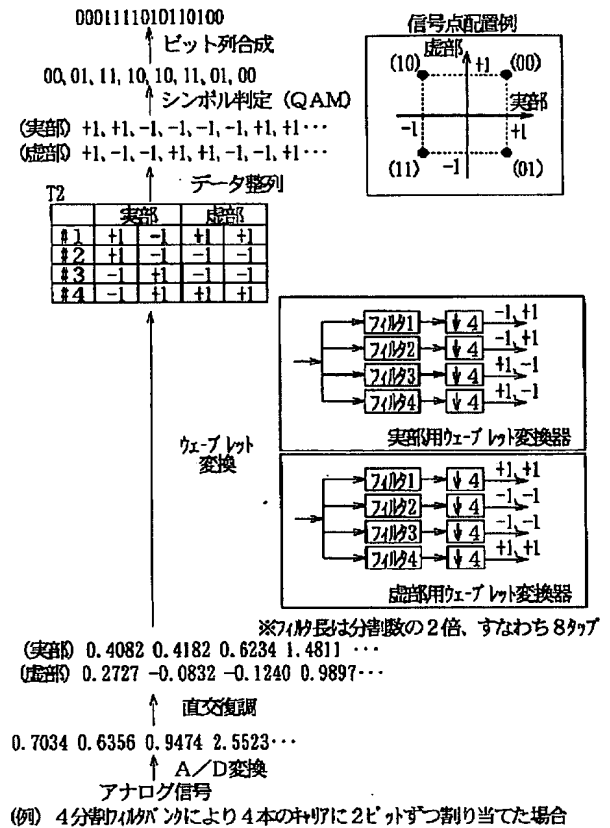 0001111010110100
ビット列合成
00, 01, 11, 10, 10, 11, 01, 00
シンボル判定（QAM）
(実部) +1、+1、-1、-1、-1、-1、+1、+1・・・
(虚部) +1、-1、-1、+1、+1、-1、-1、+1・・・
データ整列
信号点配置例
虚部
(10) +1 (00)
実部
-1 +1
(11) -1 (01)
T2
実部 虚部
#1 +1 -1 +1 +1
#2 +1 -1 -1 -1
#3 -1 +1 -1 -1
#4 -1 +1 +1 +1
ウェーブレット
変換
フィルタ1 ↓4 -1、+1
フィルタ2 ↓4 -1、+1
フィルタ3 ↓4 +1、-1
フィルタ4 ↓4 +1、-1
実部用ウェーブレット変換器
フィルタ1 ↓4 +1、+1
フィルタ2 ↓4 -1、-1
フィルタ3 ↓4 -1、-1
フィルタ4 ↓4 +1、+1
虚部用ウェーブレット変換器
※フィルタ長は分割数の2倍、すなわち8タップ
(実部) 0.4082 0.4182 0.6234 1.4811 ・・・
(虚部) 0.2727 -0.0832 -0.1240 0.9897・・・
直交復調
0.7034 0.6356 0.9474 2.5523・・・
A／D変換
アナログ信号
(例) 4分割フィルタバンクにより4本のキャリアに2ビットずつ割り当てた場合